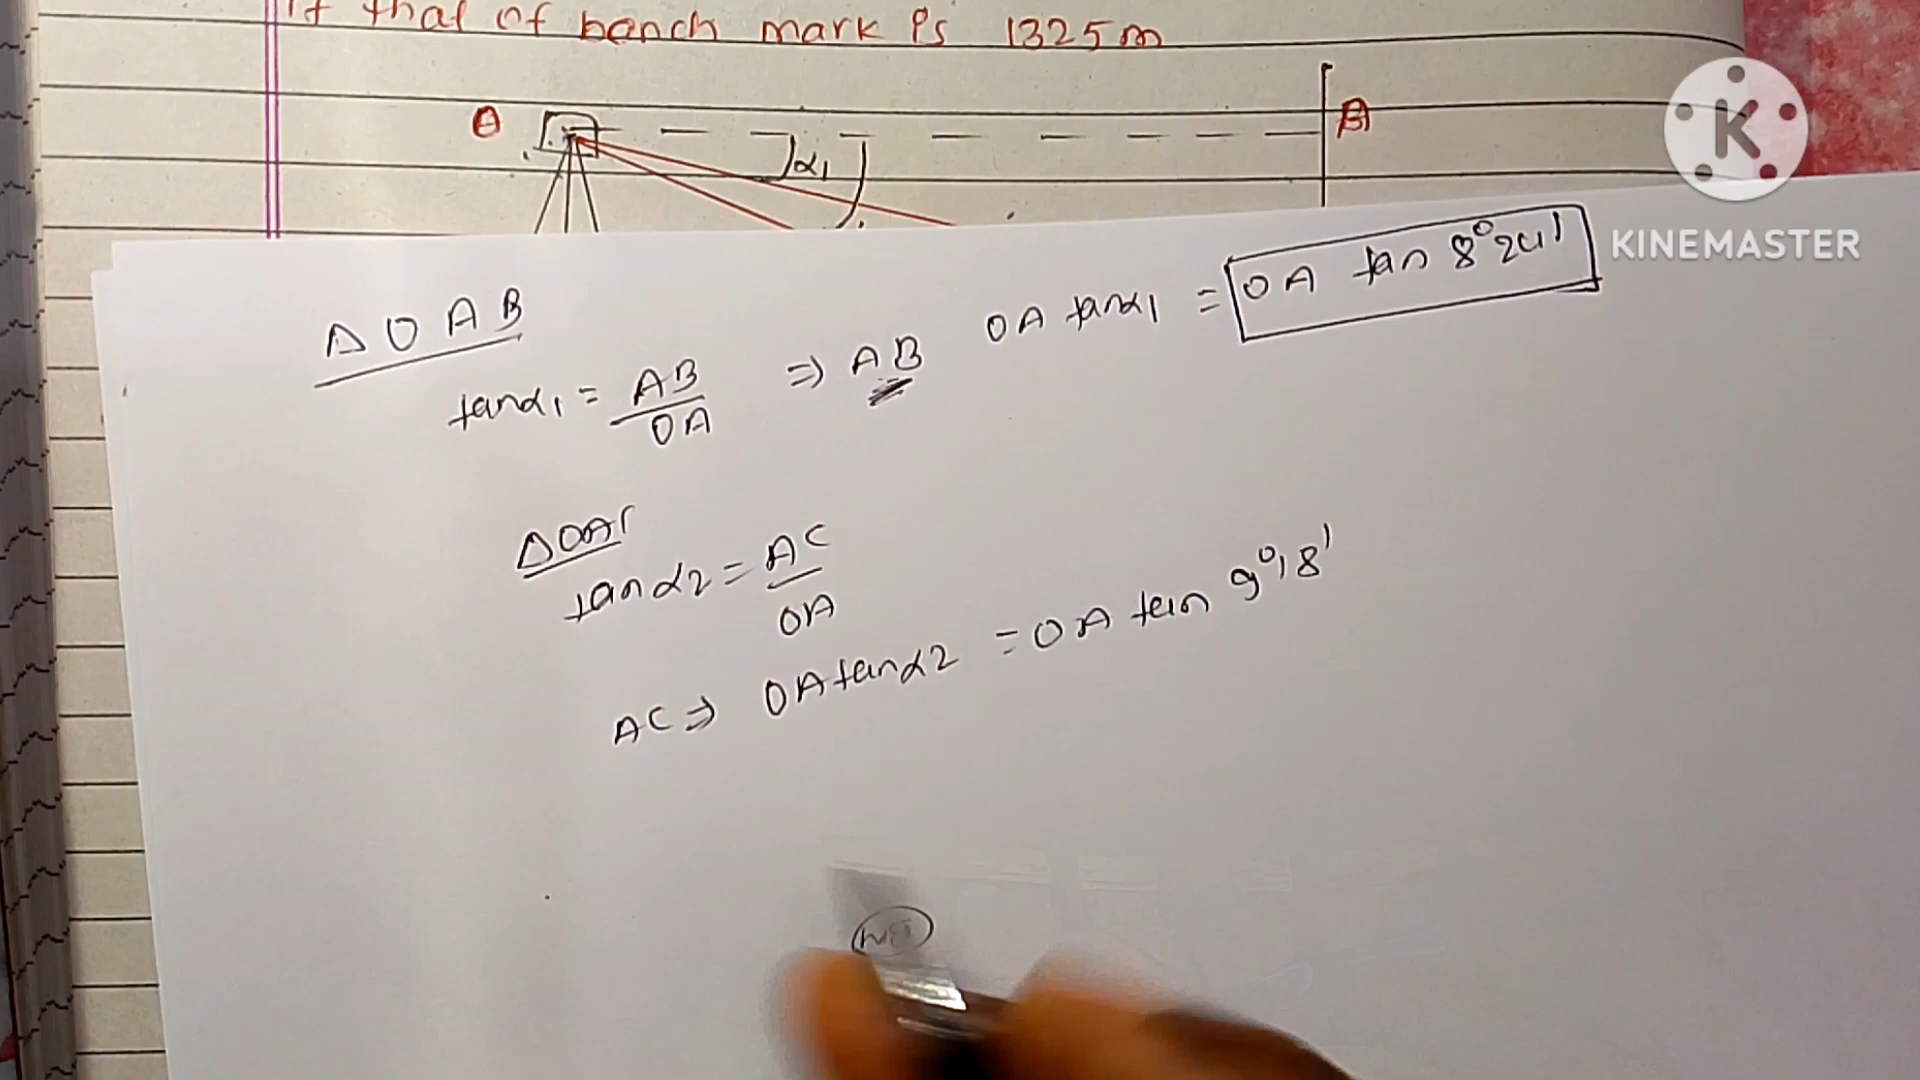 If that of bench mark is 1325m
O A
α1
K
KINEMASTER
Δ O A B
tanα1 = AB/OA ⇒ AB OA tanα1 = OA tan 8°24'
ΔOAC
tanα2 = AC/OA
AC ⇒ OA tanα2 = OA tan 9°18'